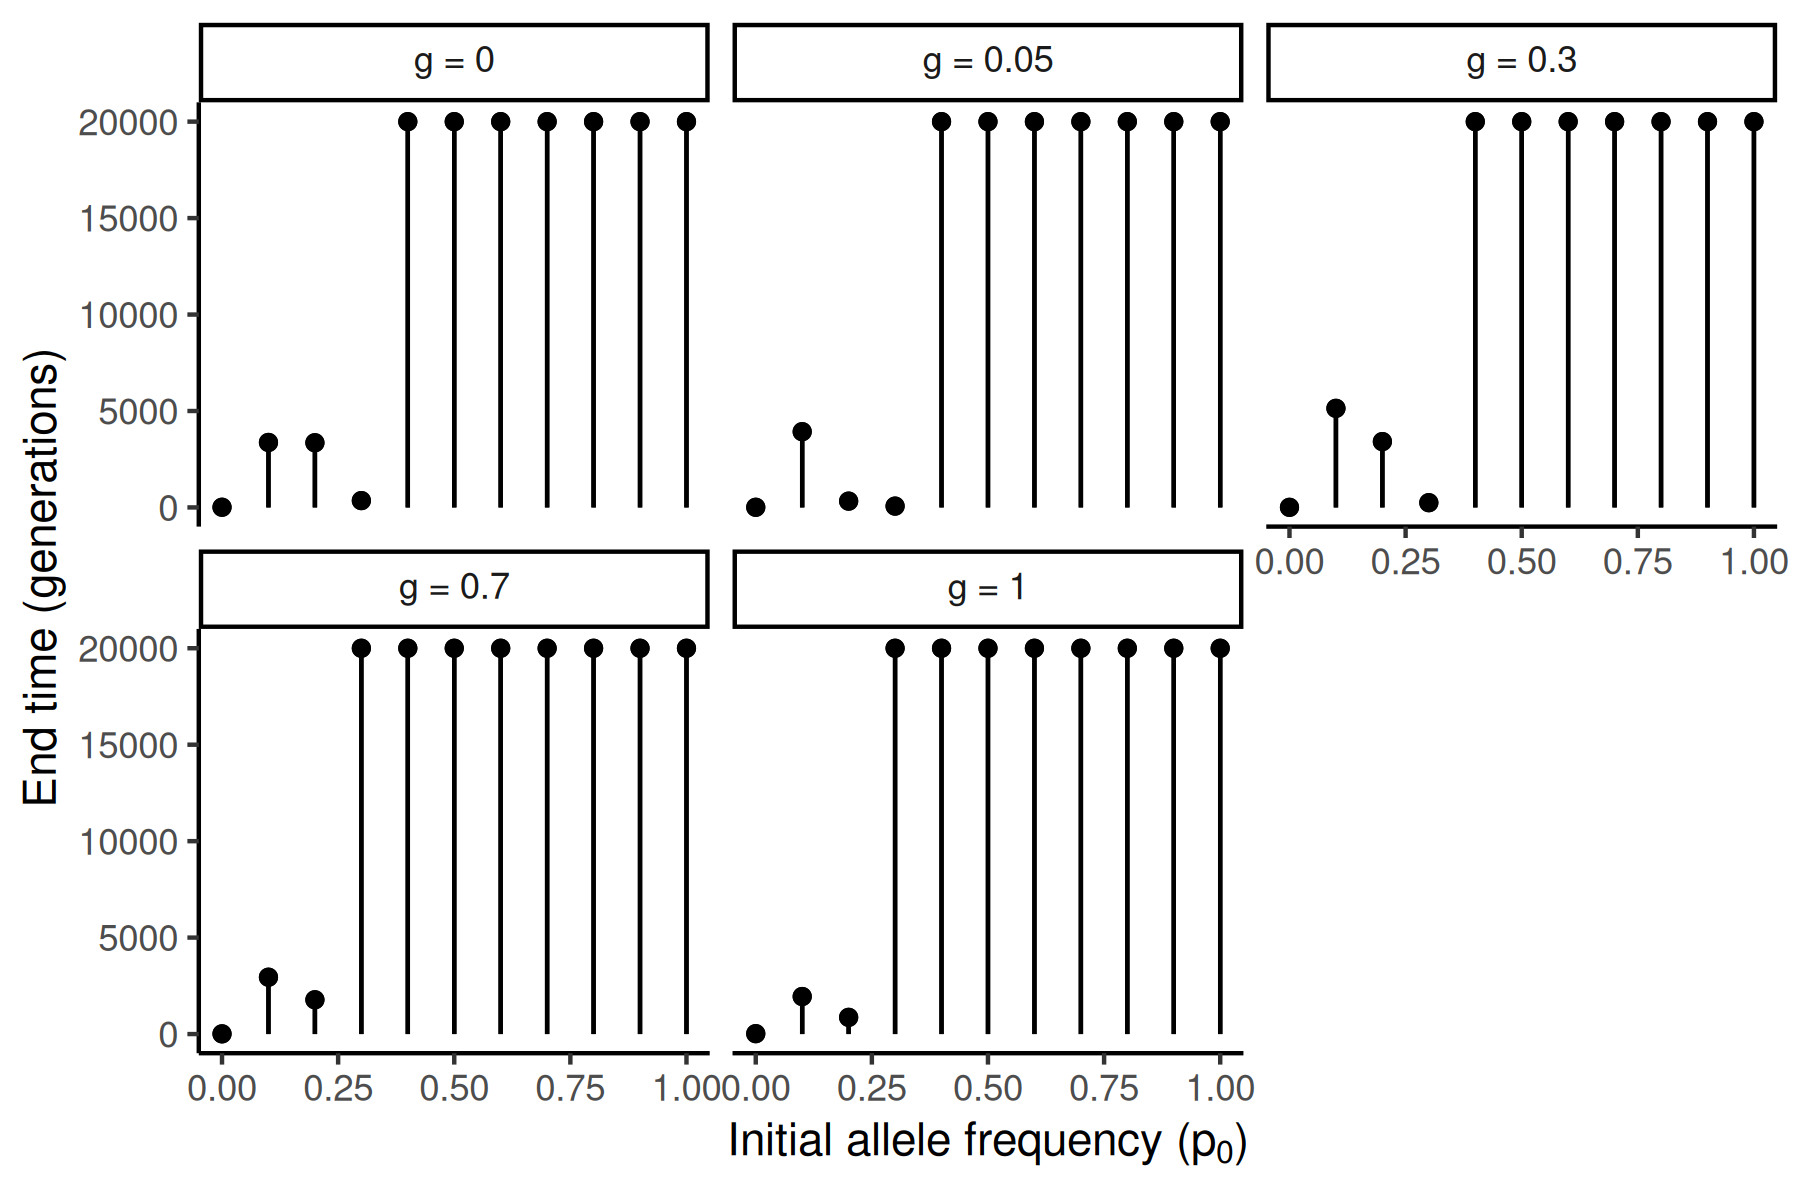 g = 0
g = 0.05
g = 0.3
20000
15000
10000
5000
0
0.00 0.25 0.50 0.75 1.00
g = 0.7
g = 1
20000
15000
10000
5000
0
0.00 0.25 0.50 0.75 1.00
0.00 0.25 0.50 0.75 1.00
End time (generations)
Initial allele frequency (p₀)